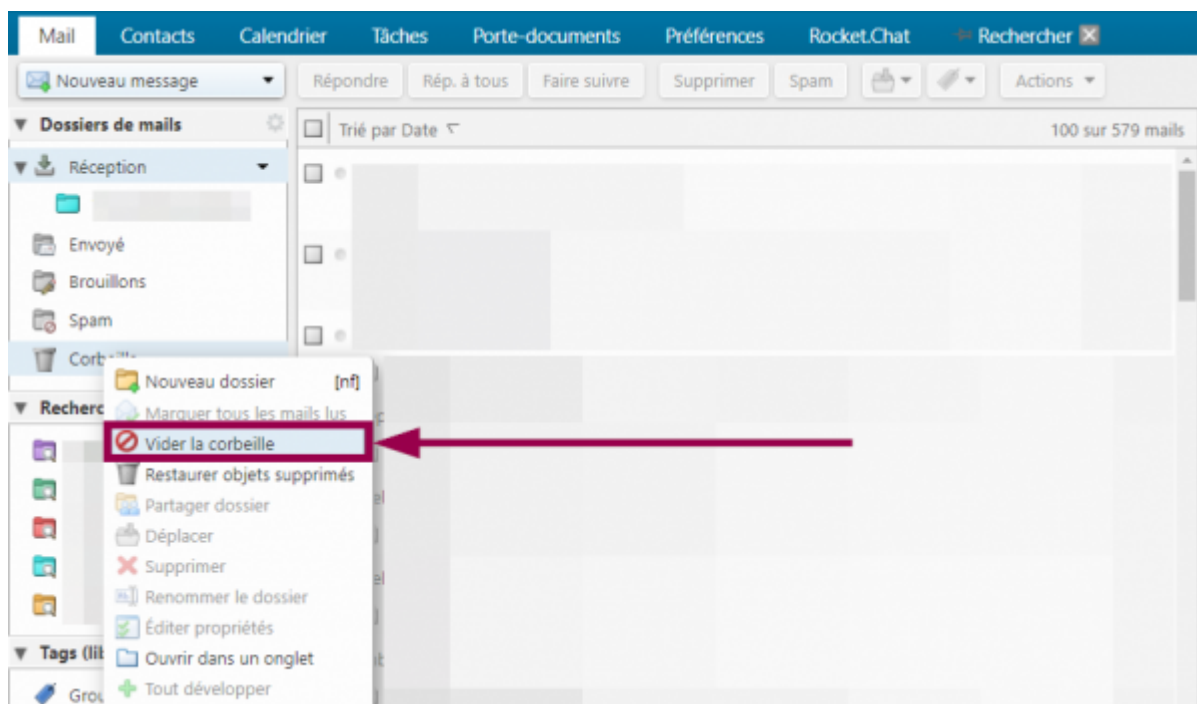 Mail Contacts Calendrier Tâches Porte-documents Préférences Rocket.Chat Rechercher
Nouveau message Répondre Rép. à tous Faire suivre Supprimer Spam Actions
Dossiers de mails
Trié par Date 100 sur 579 mails
Réception
Envoyé
Brouillons
Spam
Nouveau dossier [nf]
Marquer tous les mails lus
Vider la corbeille
Restaurer objets supprimés
Partager dossier
Déplacer
Supprimer
Renommer le dossier
Éditer propriétés
Tags
Ouvrir dans un onglet
Tout développer